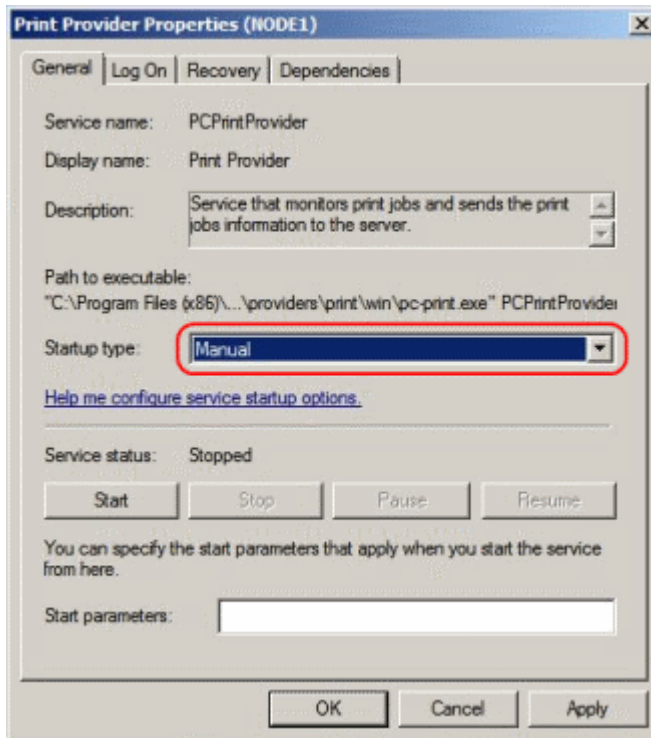 Print Provider Properties (NODE1)
General Log On Recovery Dependencies
Service name: PCPrintProvider
Display name: Print Provider
Description: Service that monitors print jobs and sends the print
jobs information to the server.
Path to executable:
"C:\Program Files (x86)\...\providers\print\win\pc-print.exe" PCPrintProvider
Startup type: Manual
Help me configure service startup options.
Service status: Stopped
Start Stop Pause Resume
You can specify the start parameters that apply when you start the service
from here.
Start parameters:
OK Cancel Apply